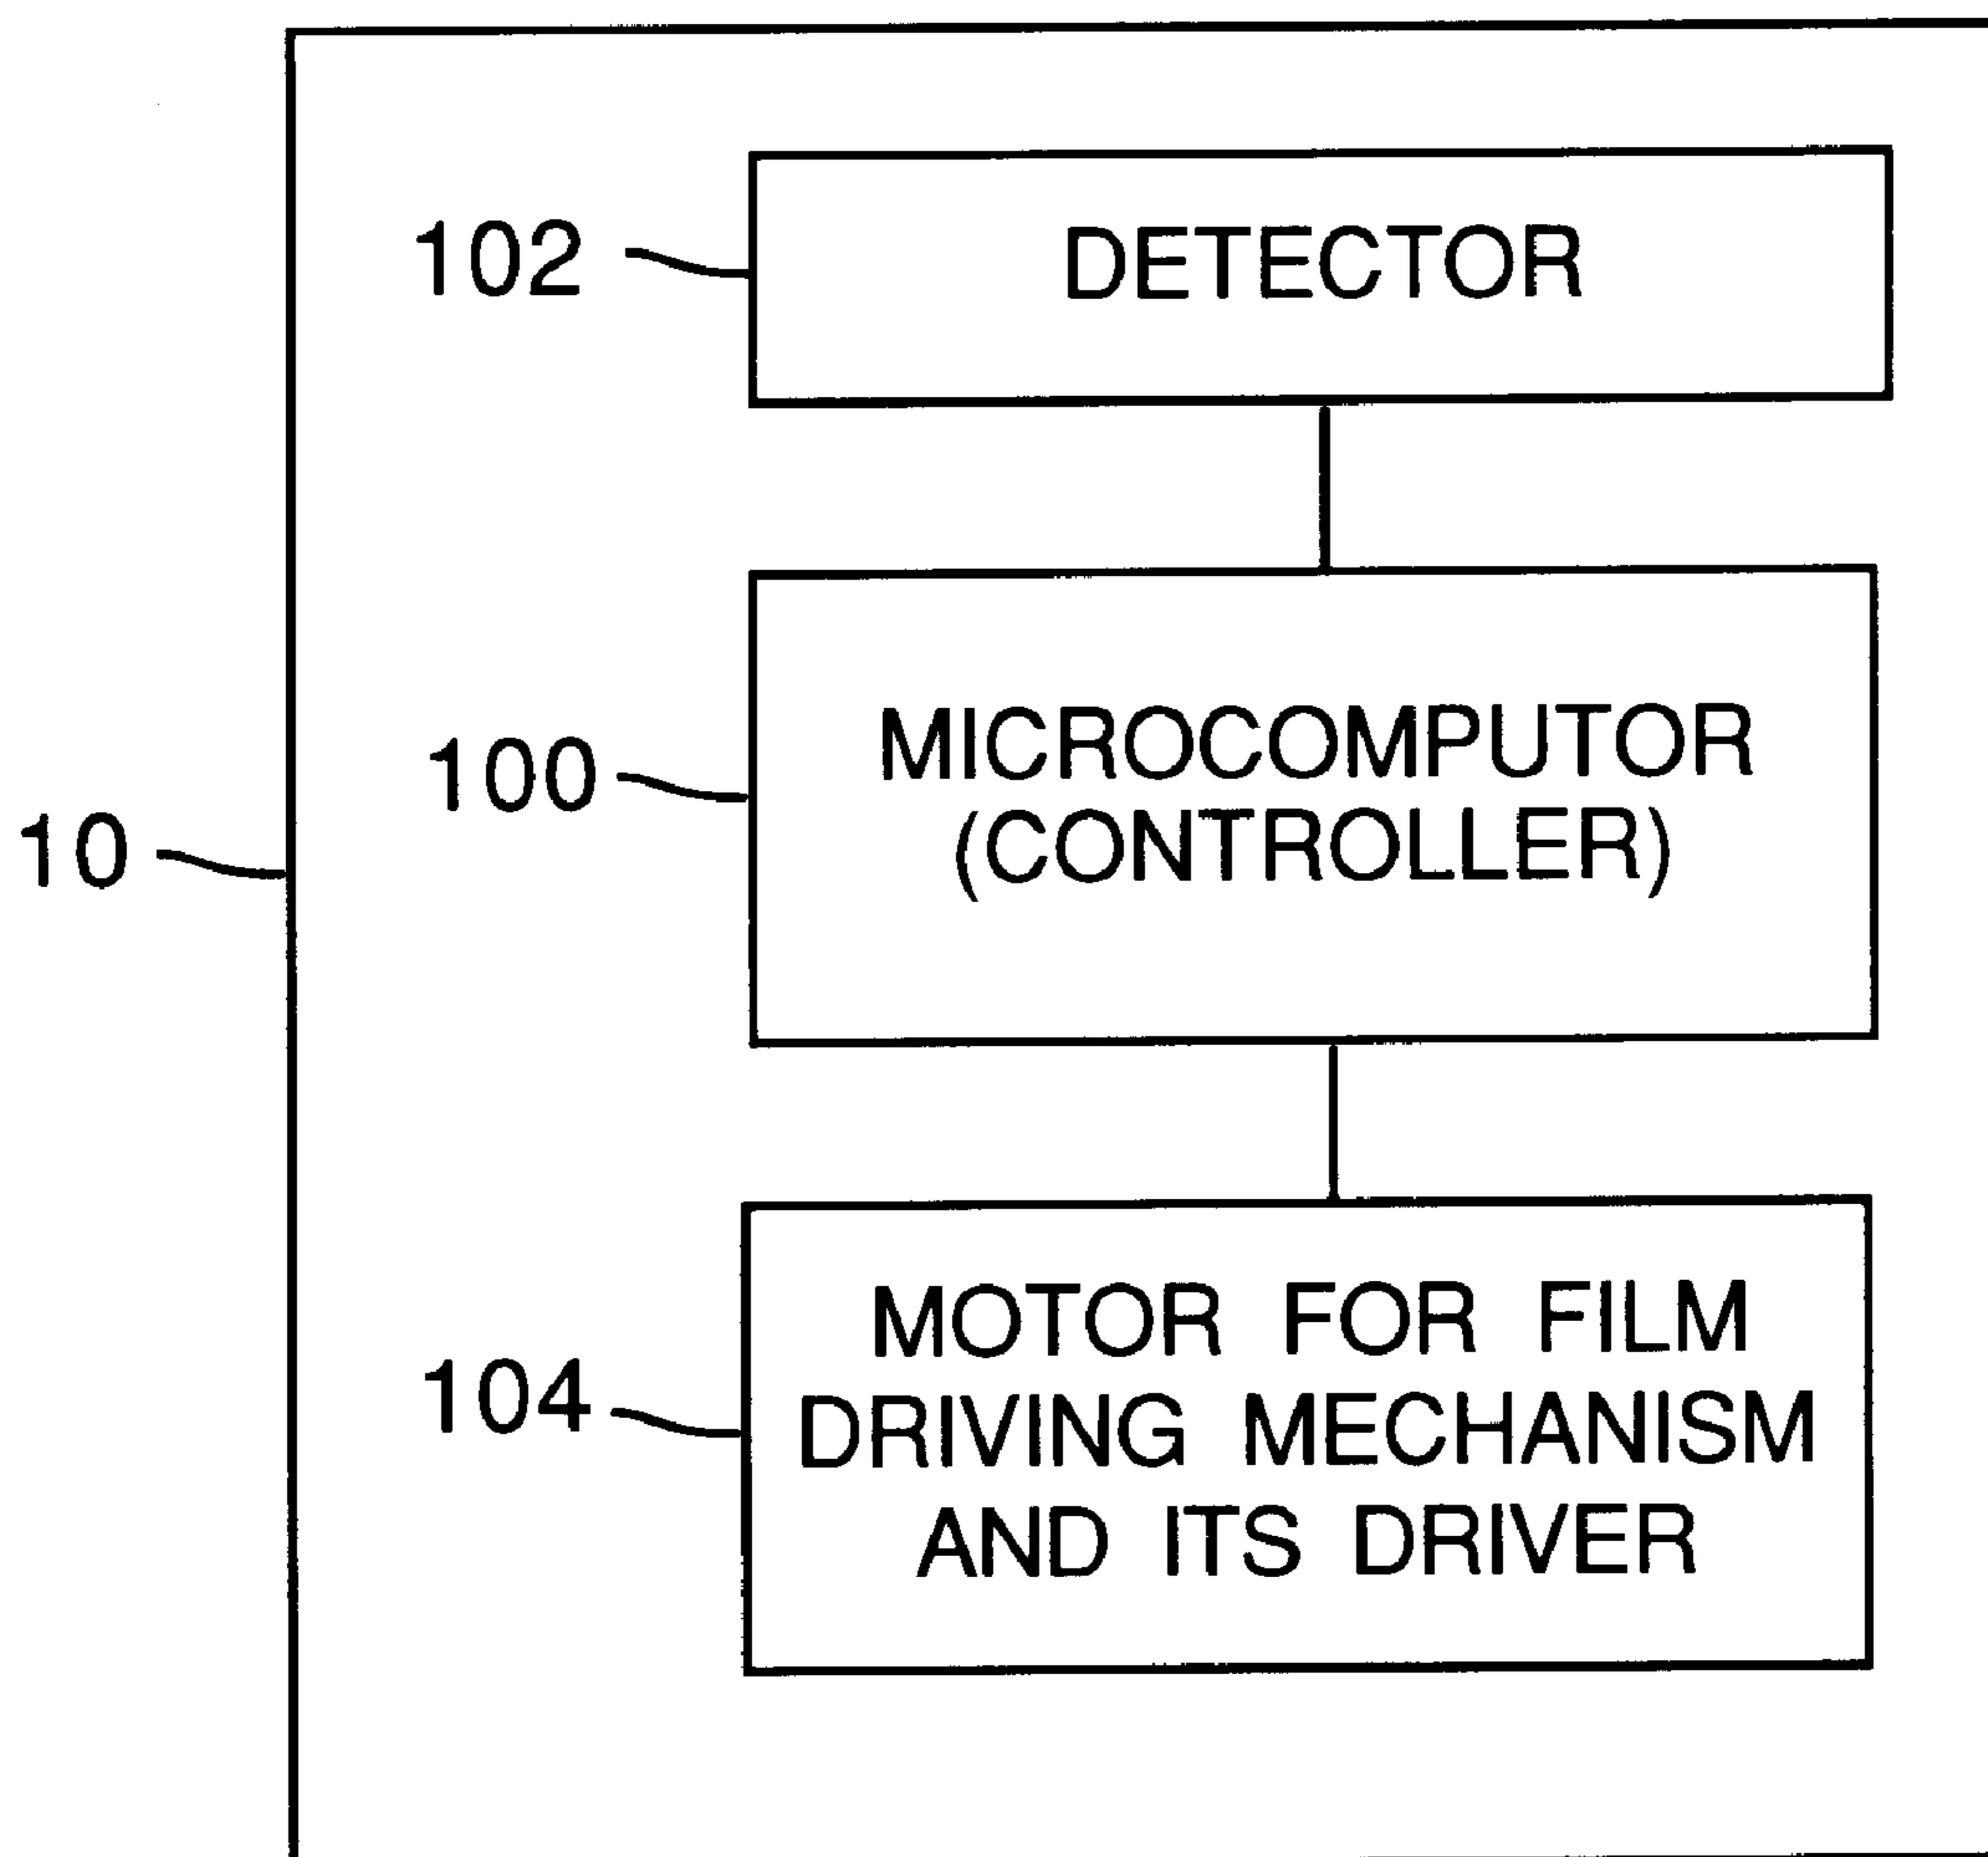 102
DETECTOR
100
MICROCOMPUTOR
(CONTROLLER)
10
104
MOTOR FOR FILM
DRIVING MECHANISM
AND ITS DRIVER